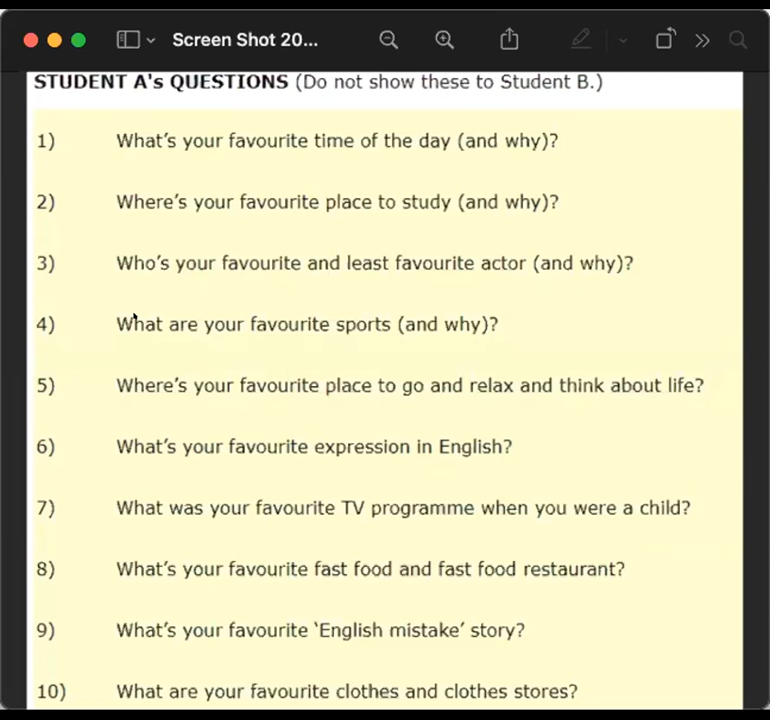 Screen Shot 20...
STUDENT A's QUESTIONS (Do not show these to Student B.)
1) What's your favourite time of the day (and why)?
2) Where's your favourite place to study (and why)?
3) Who's your favourite and least favourite actor (and why)?
4) What are your favourite sports (and why)?
5) Where's your favourite place to go and relax and think about life?
6) What's your favourite expression in English?
7) What was your favourite TV programme when you were a child?
8) What's your favourite fast food and fast food restaurant?
9) What's your favourite ‘English mistake’ story?
10) What are your favourite clothes and clothes stores?